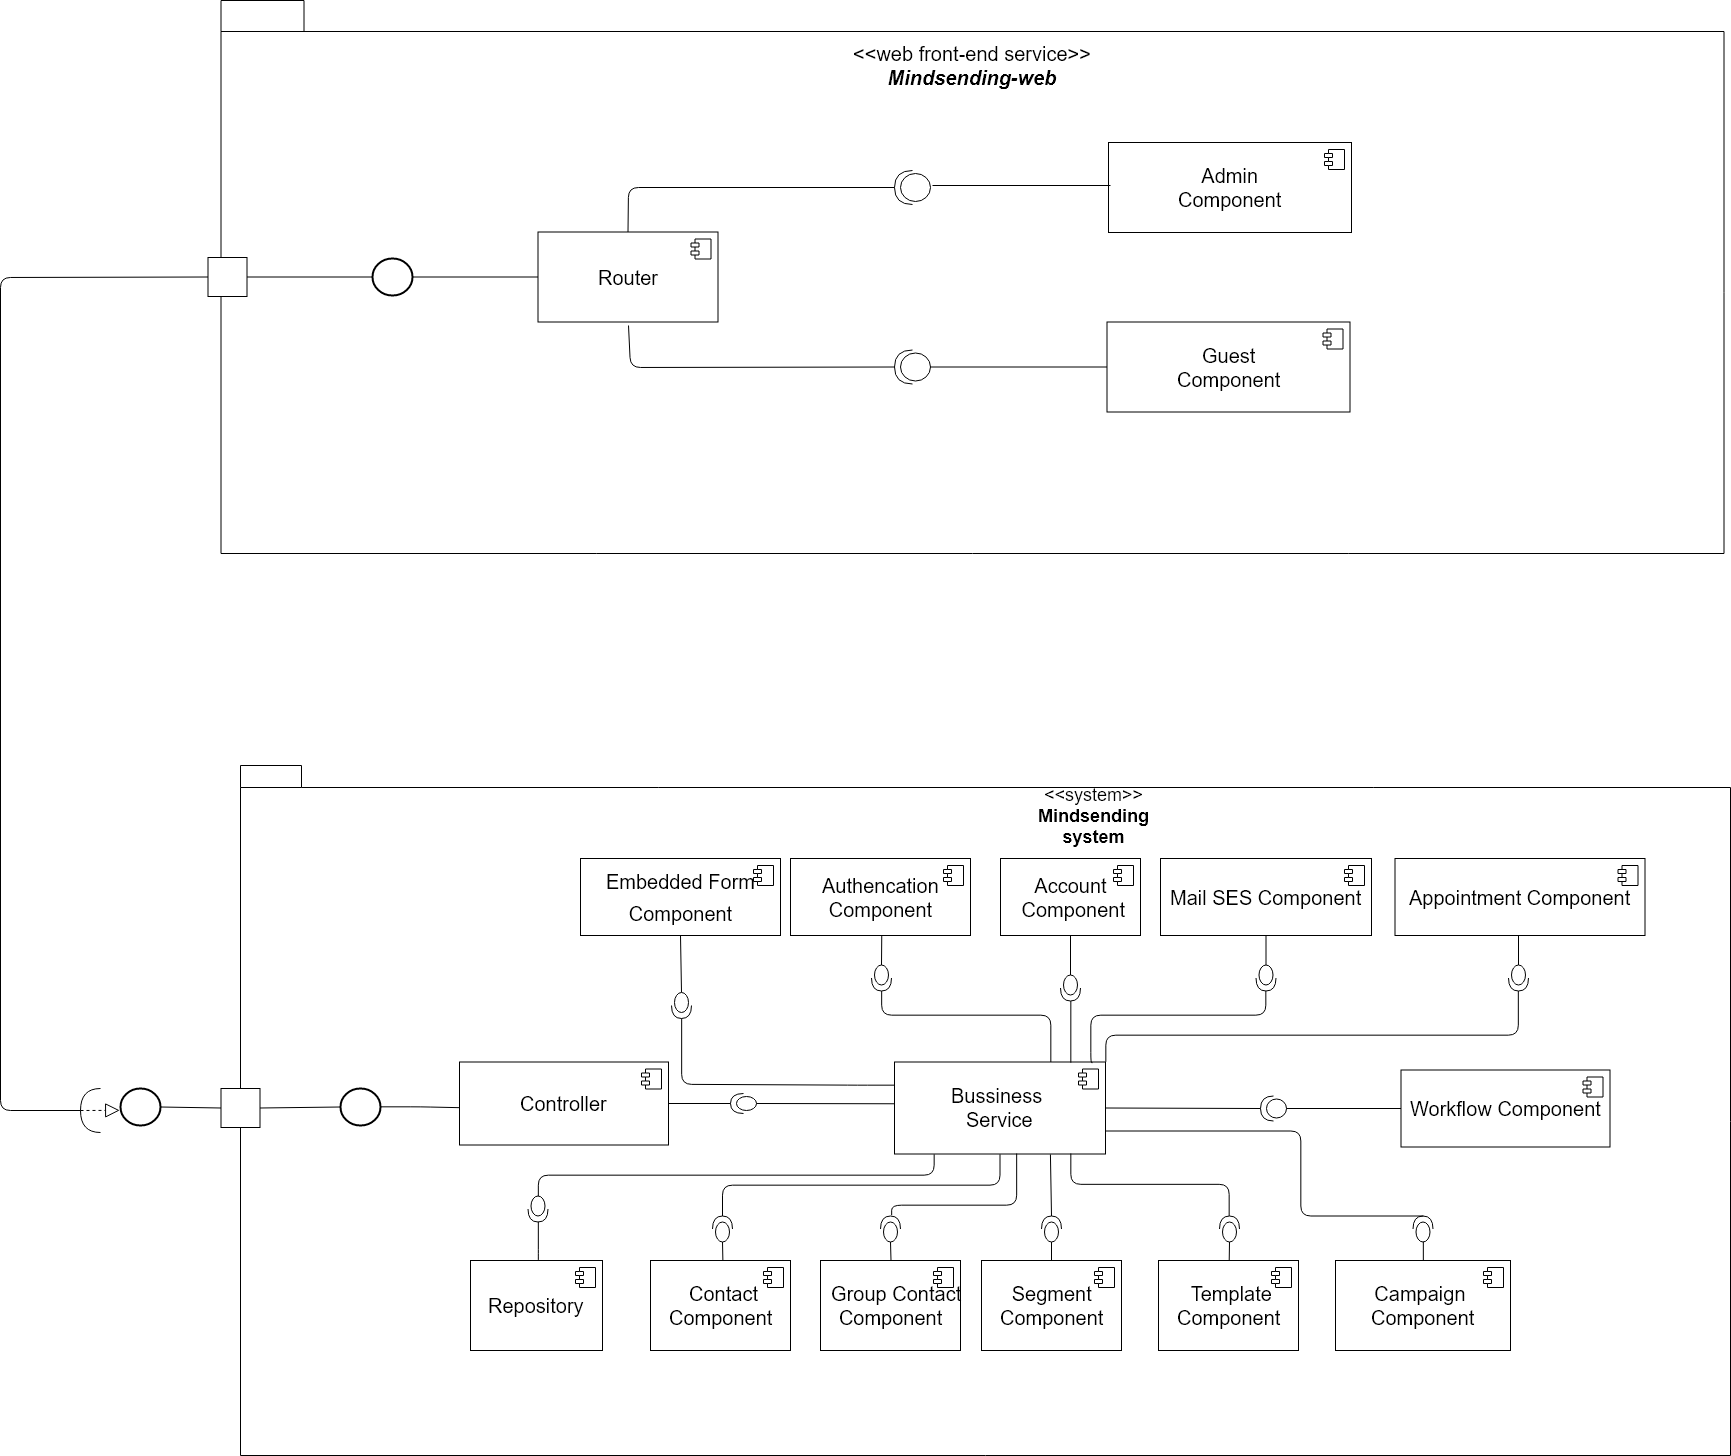 <<web front-end service>>
Mindsending-web
Admin
Component
Router
Guest
Component
<<system>>
Mindsending
system
Embedded Form
Component
Authencation
Component
Account
Component
Mail SES Component
Appointment Component
Controller
Bussiness
Service
Workflow Component
Repository
Contact
Component
Group Contact
Component
Segment
Component
Template
Component
Campaign
Component